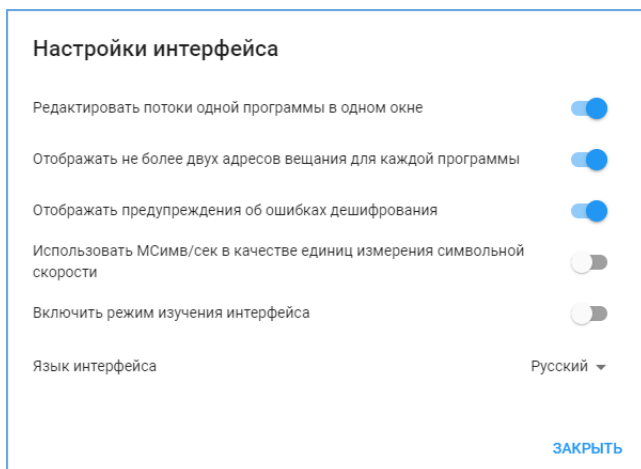 Настройки интерфейса
Редактировать потоки одной программы в одном окне
Отображать не более двух адресов вещания для каждой программы
Отображать предупреждения об ошибках дешифрования
Использовать МСимв/сек в качестве единиц измерения символьной
скорости
Включить режим изучения интерфейса
Язык интерфейса Русский
ЗАКРЫТЬ